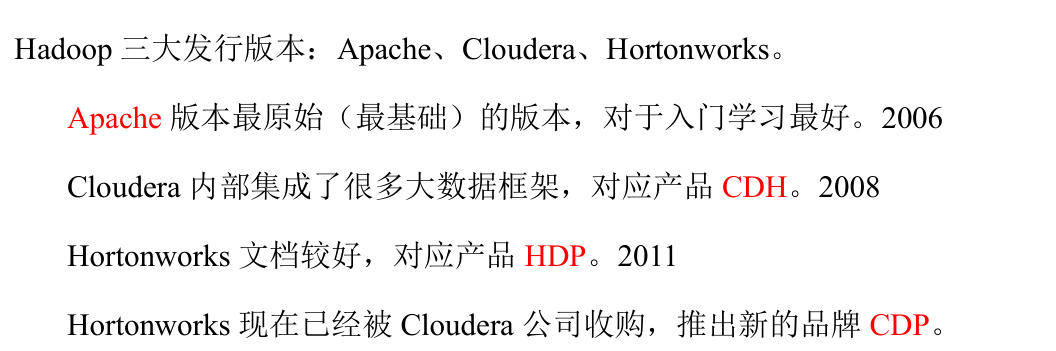 Hadoop 三大发行版本：Apache、Cloudera、Hortonworks。
Apache 版本最原始（最基础）的版本，对于入门学习最好。2006
Cloudera 内部集成了很多大数据框架，对应产品 CDH。2008
Hortonworks 文档较好，对应产品 HDP。2011
Hortonworks 现在已经被 Cloudera 公司收购，推出新的品牌 CDP。